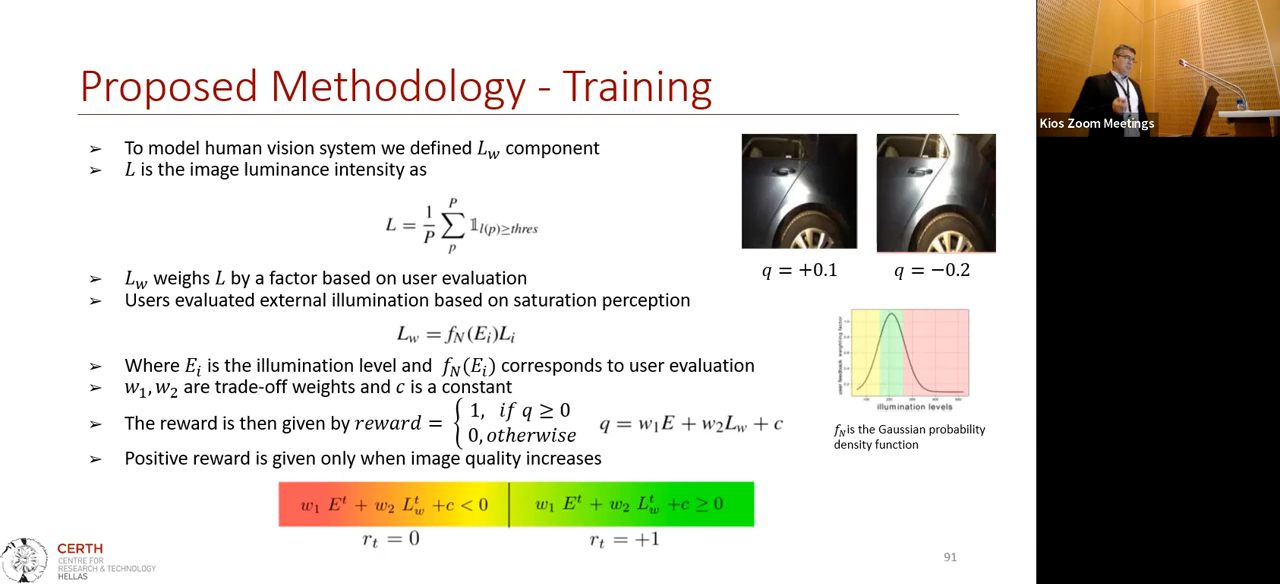 Proposed Methodology - Training
➢ To model human vision system we defined L_w component
➢ L is the image luminance intensity as
L = 1/P ∑_p^P 𝟙_{l(p)≥thres}
➢ L_w weighs L by a factor based on user evaluation
➢ Users evaluated external illumination based on saturation perception
L_w = f_N(E_i)L_i
➢ Where E_i is the illumination level and f_N(E_i) corresponds to user evaluation
➢ w_1, w_2 are trade-off weights and c is a constant
➢ The reward is then given by reward = { 1, if q ≥ 0
0, otherwise
q = w_1E + w_2L_w + c
➢ Positive reward is given only when image quality increases
w_1 E^t + w_2 L_w^t +c < 0
w_1 E^t + w_2 L_w^t +c ≥ 0
r_t = 0
r_t = +1
q = +0.1
q = −0.2
user feedback weighting factor
illumination levels
f_N is the Gaussian probability
density function
CERTH
CENTRE FOR
RESEARCH & TECHNOLOGY
HELLAS
91
Kios Zoom Meetings